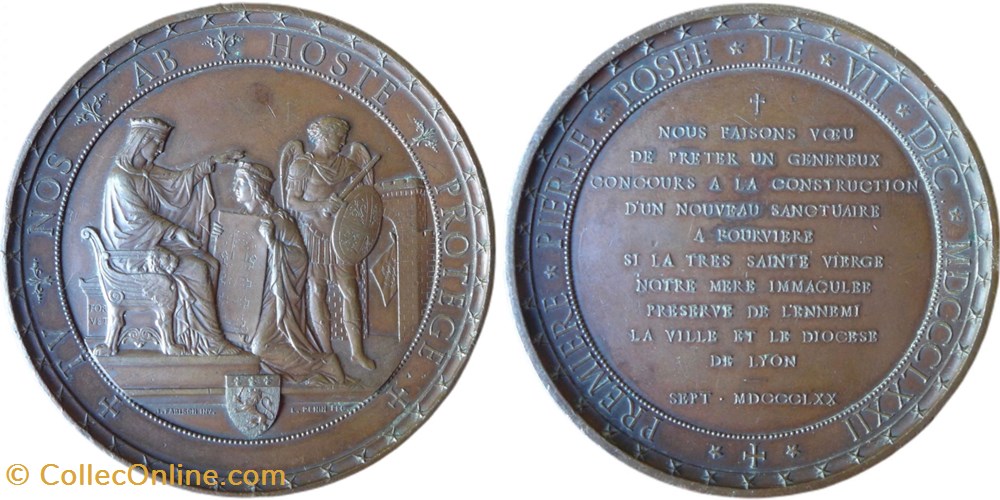 TV NOS AB HOSTE PROTEGE
PREMIERE PIERRE POSEE LE VII DEC. MDCCCLXXII
NOUS FAISONS VŒU
DE PRETER UN GENEREUX
CONCOURS A LA CONSTRUCTION
D'UN NOUVEAU SANCTUAIRE
A FOURVIERE
SI LA TRES SAINTE VIERGE
NOTRE MERE IMMACULEE
PRESERVE DE L'ENNEMI
LA VILLE ET LE DIOCESE
DE LYON
SEPT · MDCCCLXX
© CollecOnline.com